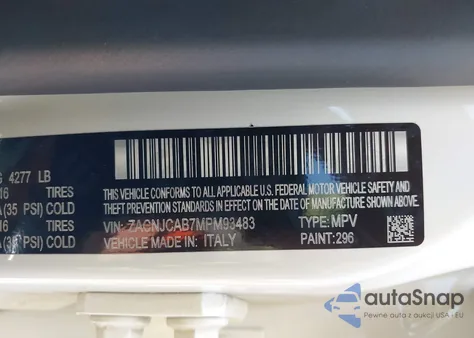 G 4277 LB
16 TIRES
A (35 PSI) COLD
16 TIRES
A (35 PSI) COLD
THIS VEHICLE CONFORMS TO ALL APPLICABLE U.S. FEDERAL MOTOR VEHICLE SAFETY AND
THEFT PREVENTION STANDARDS IN EFFECT ON THE DATE OF MANUFACTURE SHOWN ABOVE.
VIN: ZACNJCAB7MPM93483 TYPE: MPV
VEHICLE MADE IN: ITALY PAINT: 296
autoSnap
Pewne auta z aukcji USA - EU